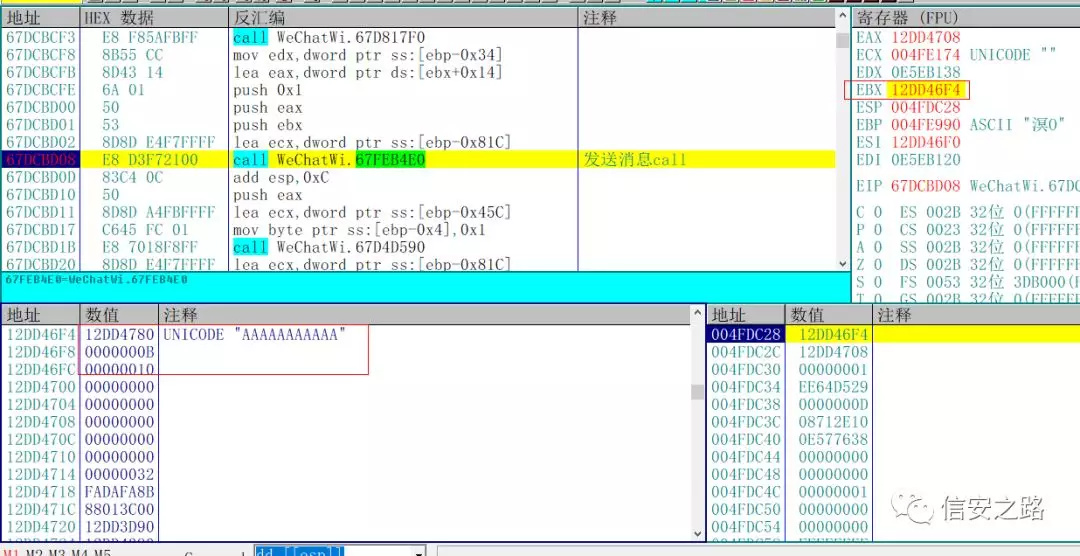 地址 HEX 数据 反汇编 注释
67DCBCF3 E8 F85AFBFF call WeChatWi.67D817F0
67DCBCF8 8B55 CC mov edx,dword ptr ss:[ebp-0x34]
67DCBCFB 8D43 14 lea eax,dword ptr ds:[ebx+0x14]
67DCBCFE 6A 01 push 0x1
67DCBD00 50 push eax
67DCBD01 53 push ebx
67DCBD02 8D8D E4F7FFFF lea ecx,dword ptr ss:[ebp-0x81C]
67DCBD08 E8 D3F72100 call WeChatWi.67FEB4E0 发送消息call
67DCBD0D 83C4 0C add esp,0xC
67DCBD10 50 push eax
67DCBD11 8D8D A4FBFFFF lea ecx,dword ptr ss:[ebp-0x45C]
67DCBD17 C645 FC 01 mov byte ptr ss:[ebp-0x4],0x1
67DCBD1B E8 7018F8FF call WeChatWi.67D4D590
67DCBD20 8D8D E4F7FFFF lea ecx,dword ptr ss:[ebp-0x81C]
67FEB4E0=WeChatWi.67FEB4E0
寄存器 (FPU)
EAX 12DD4708
ECX 004FE174 UNICODE ""
EDX 0E5EB138
EBX 12DD46F4
ESP 004FDC28
EBP 004FE990 ASCII "溟O"
ESI 12DD46F0
EDI 0E5EB120
EIP 67DCBD08 WeChatWi.67DC
C 0 ES 002B 32位 0(FFFFFF
P 0 CS 0023 32位 0(FFFFFF
A 0 SS 002B 32位 0(FFFFFF
Z 0 DS 002B 32位 0(FFFFFF
S 0 FS 0053 32位 3DB000(F
T 0 GS 002B 32位 0(FFFFFF
地址 数值 注释
12DD46F4 12DD4780 UNICODE "AAAAAAAAAAA"
12DD46F8 0000000B
12DD46FC 00000010
12DD4700 00000000
12DD4704 00000000
12DD4708 00000000
12DD470C 00000000
12DD4710 00000000
12DD4714 00000032
12DD4718 FADAFA8B
12DD471C 88013C00
12DD4720 12DD3D90
地址 数值 注释
004FDC28 12DD46F4
004FDC2C 12DD4708
004FDC30 00000001
004FDC34 EE64D529
004FDC38 0000000D
004FDC3C 08712E10
004FDC40 0E577638
004FDC44 00000000
004FDC48 00000000
004FDC4C 00000001
004FDC50 00000000
004FDC54 00000000
信安之路
M1 M2 M3 M4 M5 dd [[esp]]